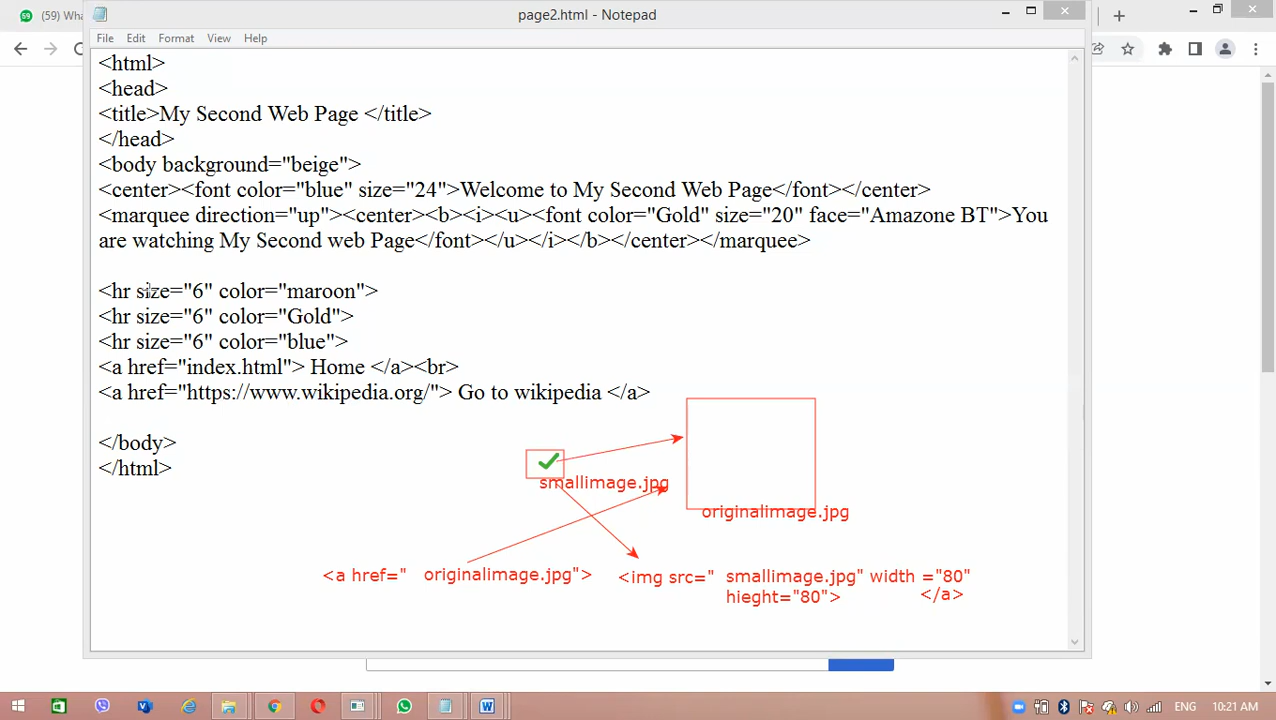 (59) Wha
page2.html - Notepad
File Edit Format View Help
<html>
<head>
<title>My Second Web Page </title>
</head>
<body background="beige">
<center><font color="blue" size="24">Welcome to My Second Web Page</font></center>
<marquee direction="up"><center><b><i><u><font color="Gold" size="20" face="Amazone BT">You
are watching My Second web Page</font></u></i></b></center></marquee>
<hr size="6" color="maroon">
<hr size="6" color="Gold">
<hr size="6" color="blue">
<a href="index.html"> Home </a><br>
<a href="https://www.wikipedia.org/"> Go to wikipedia </a>
</body>
</html>
smallimage.jpg
originalimage.jpg
<a href=" originalimage.jpg"> <img src=" smallimage.jpg" width ="80"
hieght="80"> </a>
ENG 10:21 AM